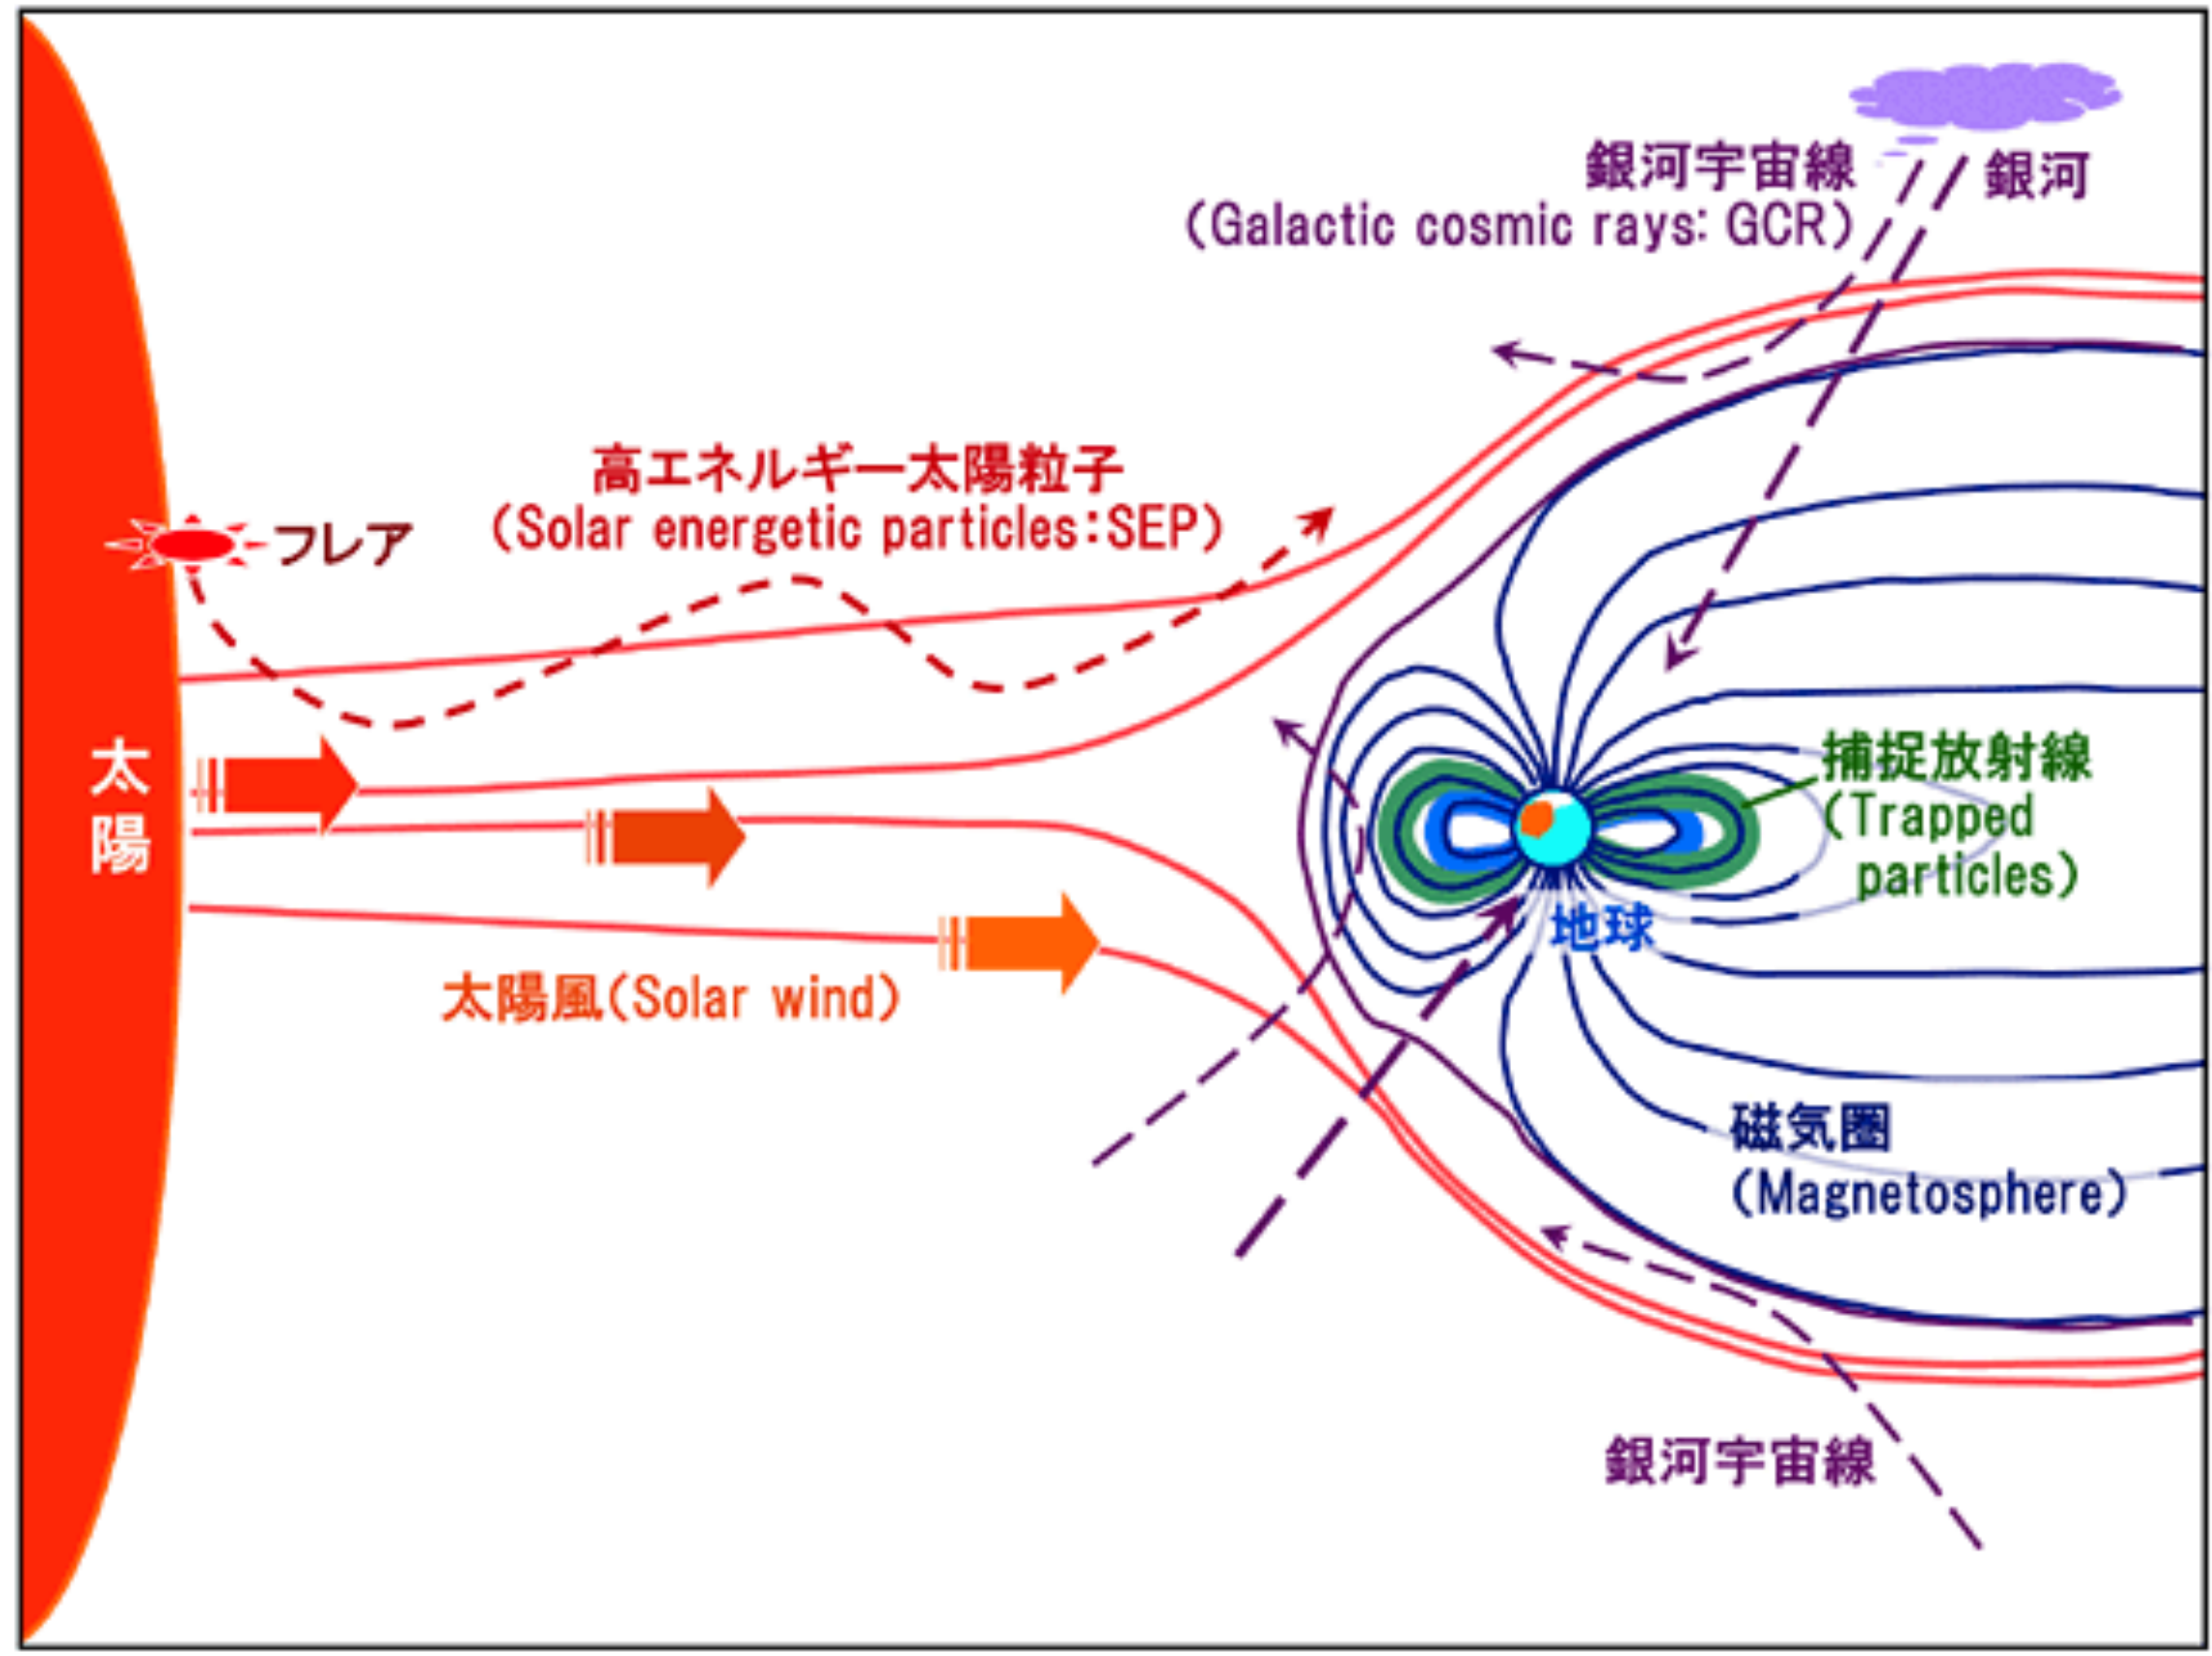 銀河宇宙線
(Galactic cosmic rays: GCR)
銀河
高エネルギー太陽粒子
(Solar energetic particles:SEP)
フレア
太陽
捕捉放射線
(Trapped
particles)
地球
太陽風(Solar wind)
磁気圏
(Magnetosphere)
銀河宇宙線